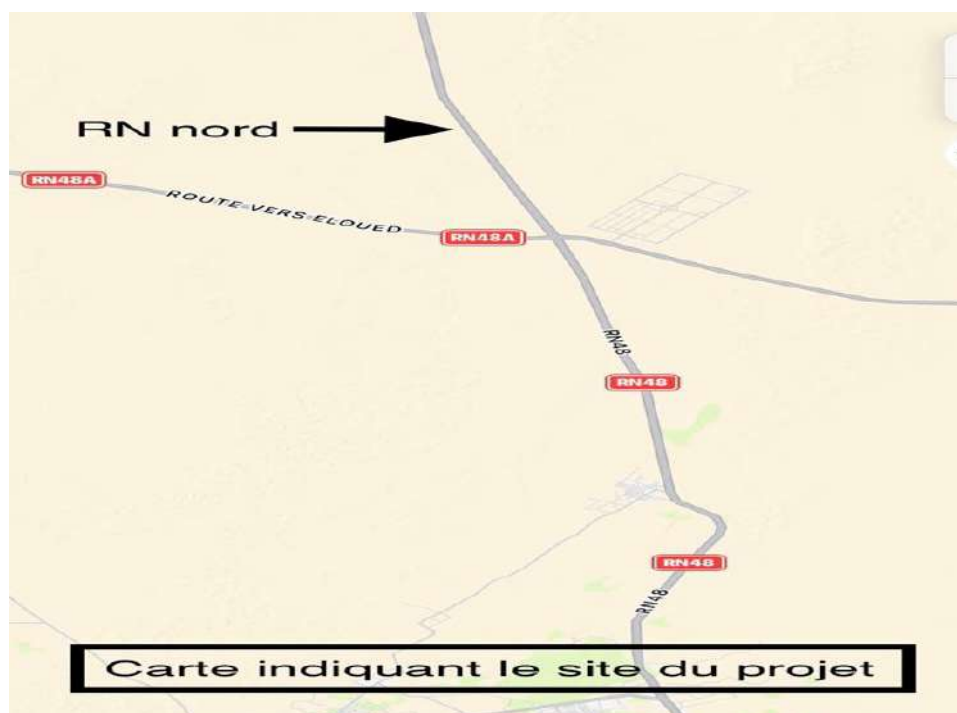 RN nord
RN48A
ROUTE VERS ELOUED
RN48A
RN48
RN48
RN48
RN48
Carte indiquant le site du projet